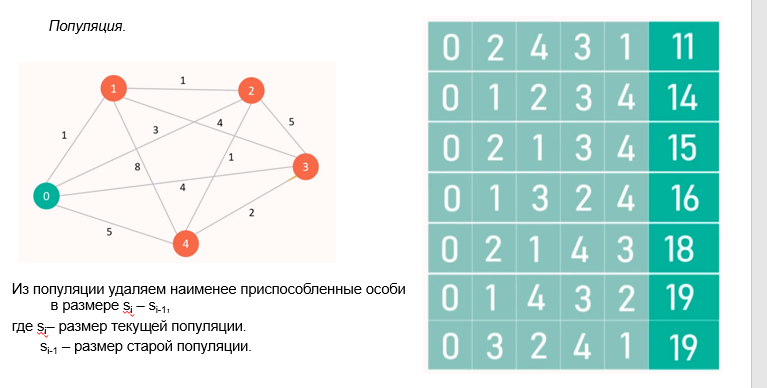 Популяция.
1
2
3
4
0
1
1
3
4
5
8
1
4
2
5
0 2 4 3 1 11
0 1 2 3 4 14
0 2 1 3 4 15
0 1 3 2 4 16
0 2 1 4 3 18
0 1 4 3 2 19
0 3 2 4 1 19
Из популяции удаляем наименее приспособленные особи
в размере si – si-1,
где si– размер текущей популяции.
si-1 – размер старой популяции.